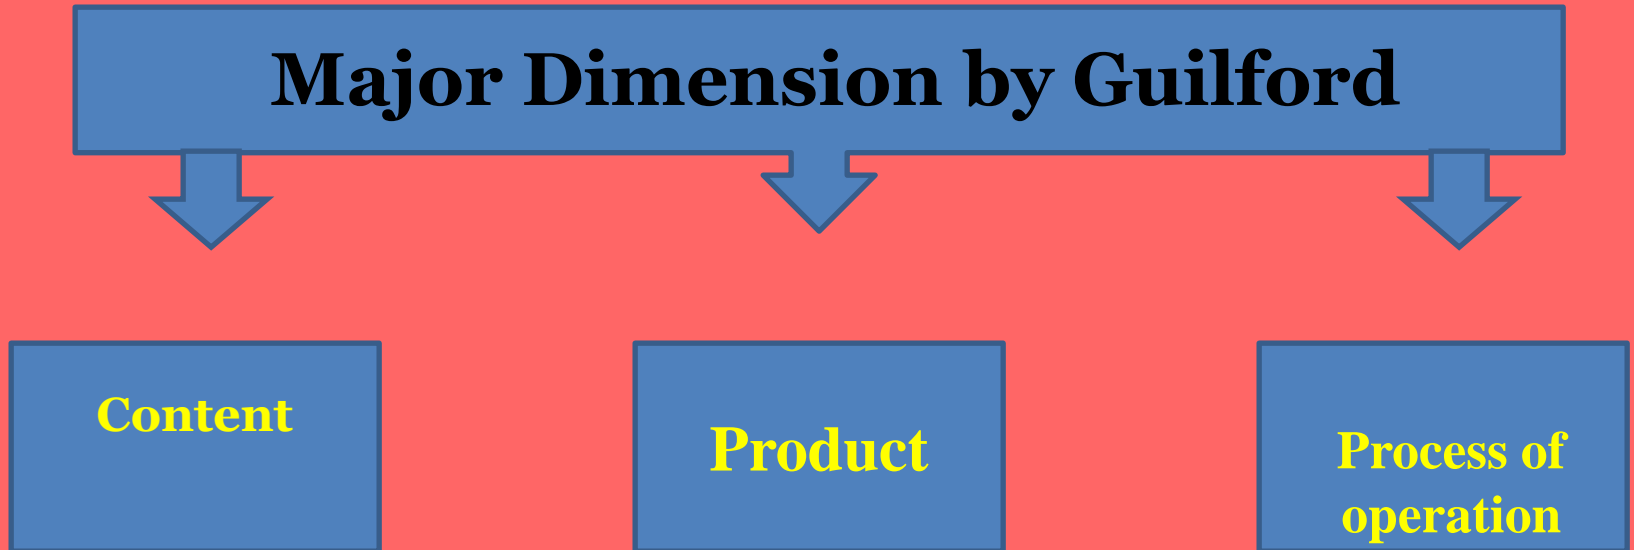 Major Dimension by Guilford
Content
Product
Process of
operation